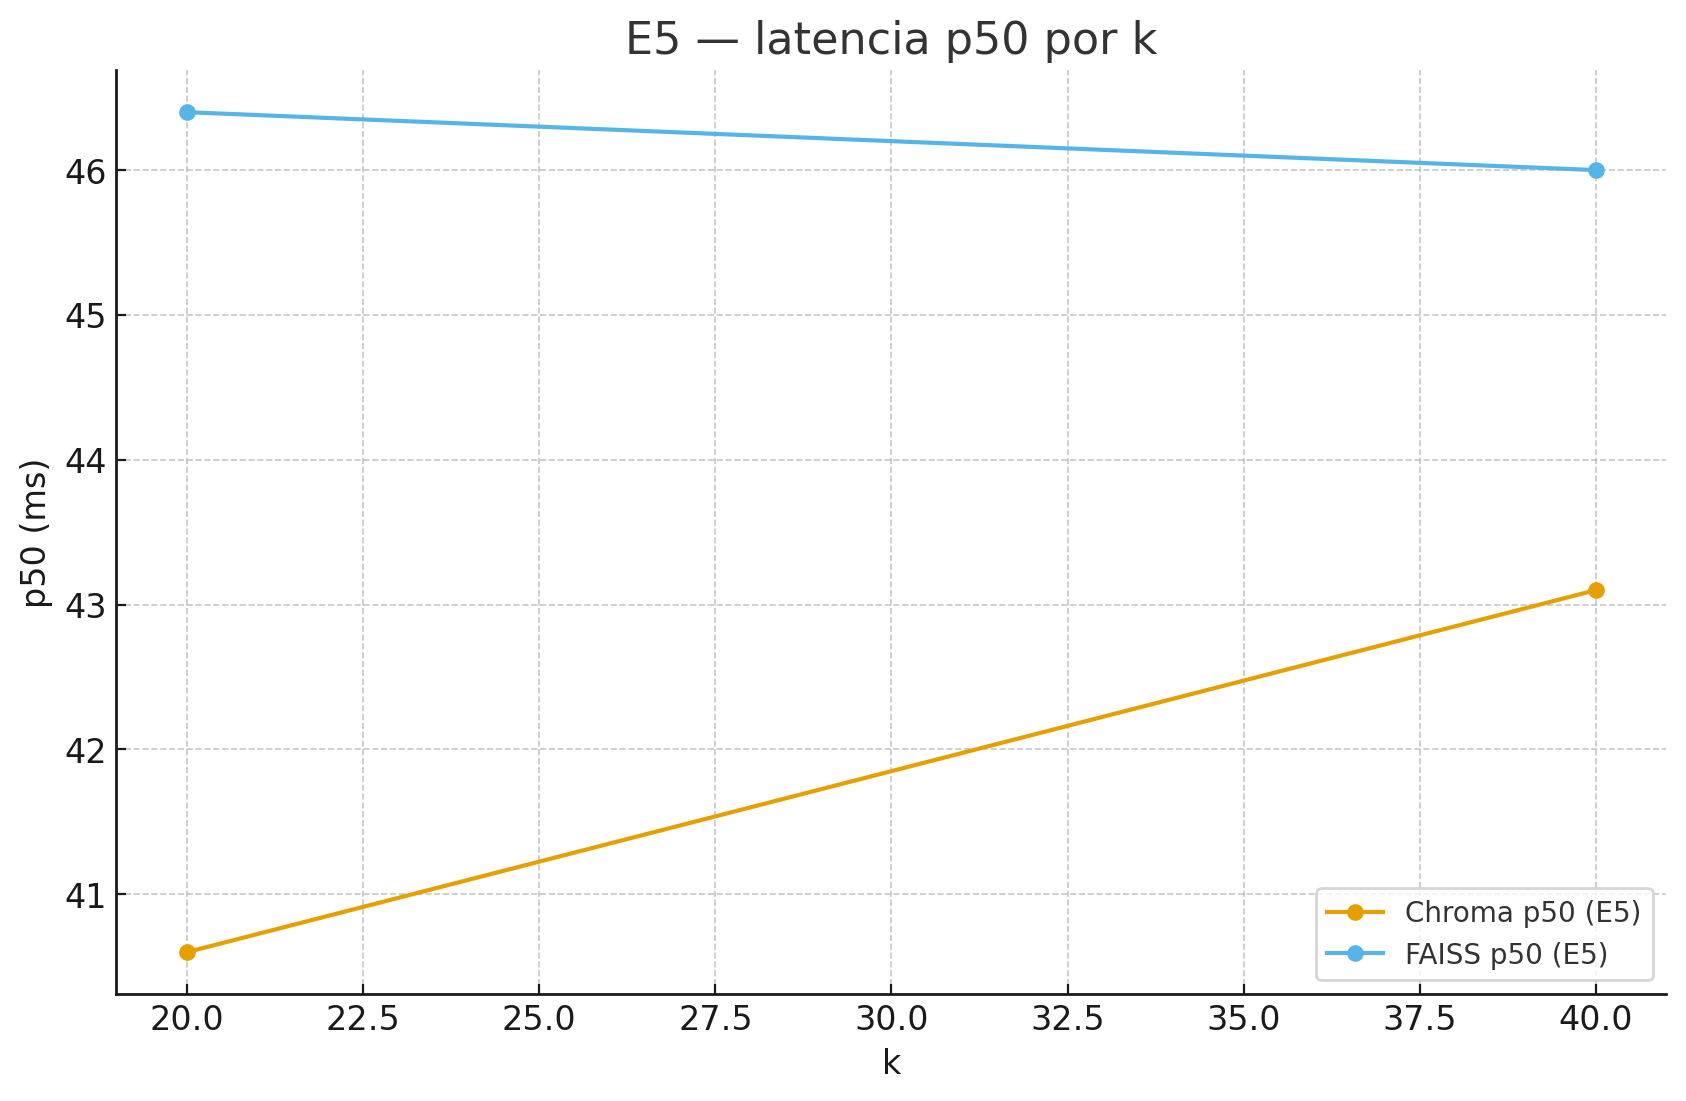 E5 — latencia p50 por k
p50 (ms)
46
45
44
43
42
41
20.0 22.5 25.0 27.5 30.0 32.5 35.0 37.5 40.0
k
Chroma p50 (E5)
FAISS p50 (E5)